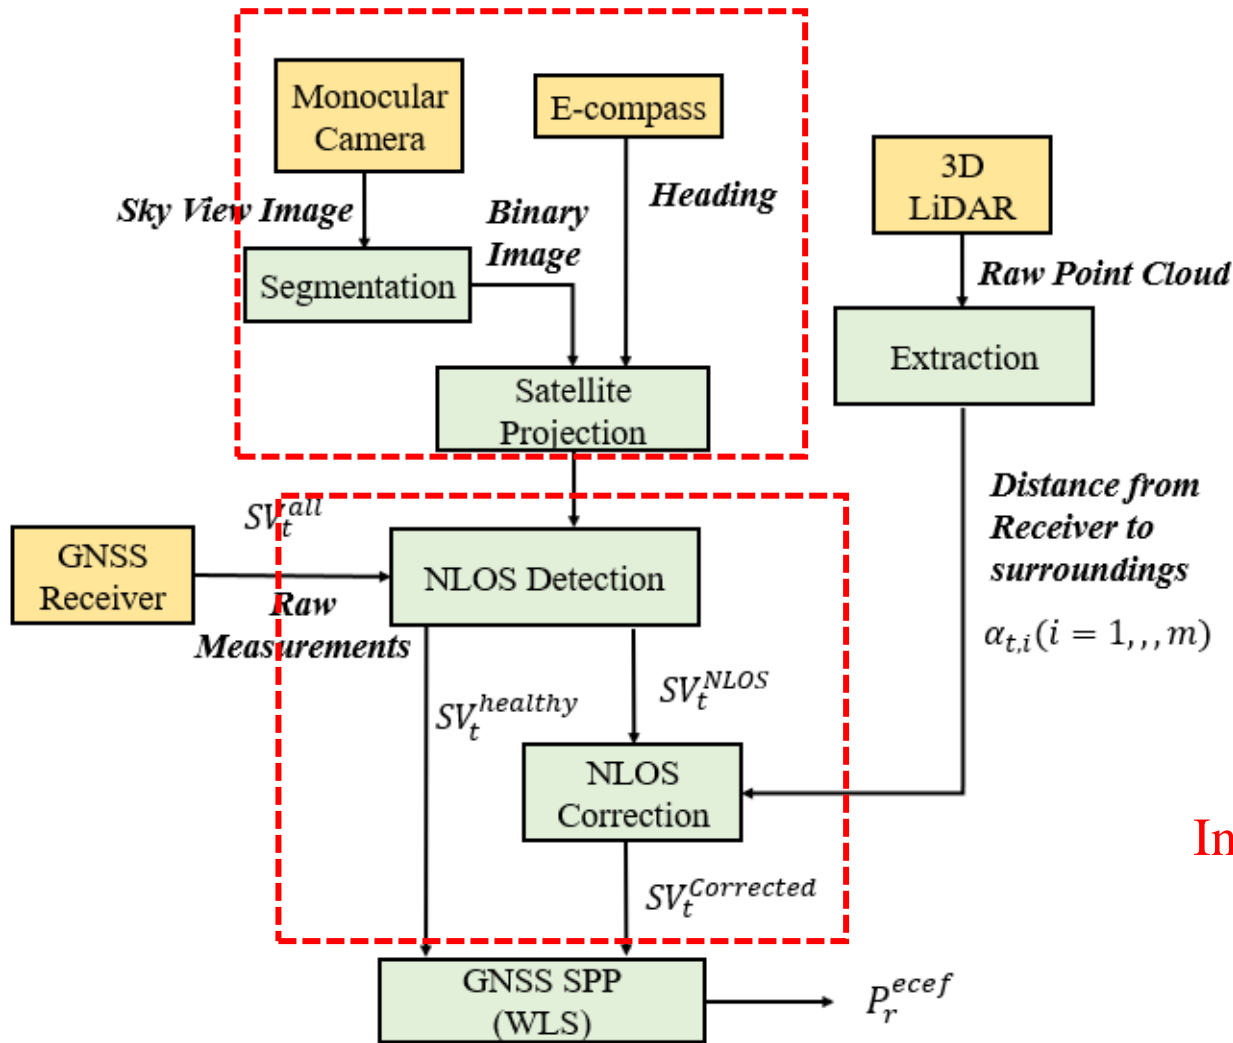 Monocular
Camera
E-compass
3D
LiDAR
Sky View Image
Binary
Image
Heading
Raw Point Cloud
Segmentation
Extraction
Satellite
Projection
Distance from
Receiver to
surroundings
α_{t,i}(i = 1,,,m)
SV_t^{all}
GNSS
Receiver
NLOS Detection
Raw
Measurements
SV_t^{healthy}
SV_t^{NLOS}
NLOS
Correction
In
SV_t^{Corrected}
GNSS SPP
(WLS)
P_r^{ecef}